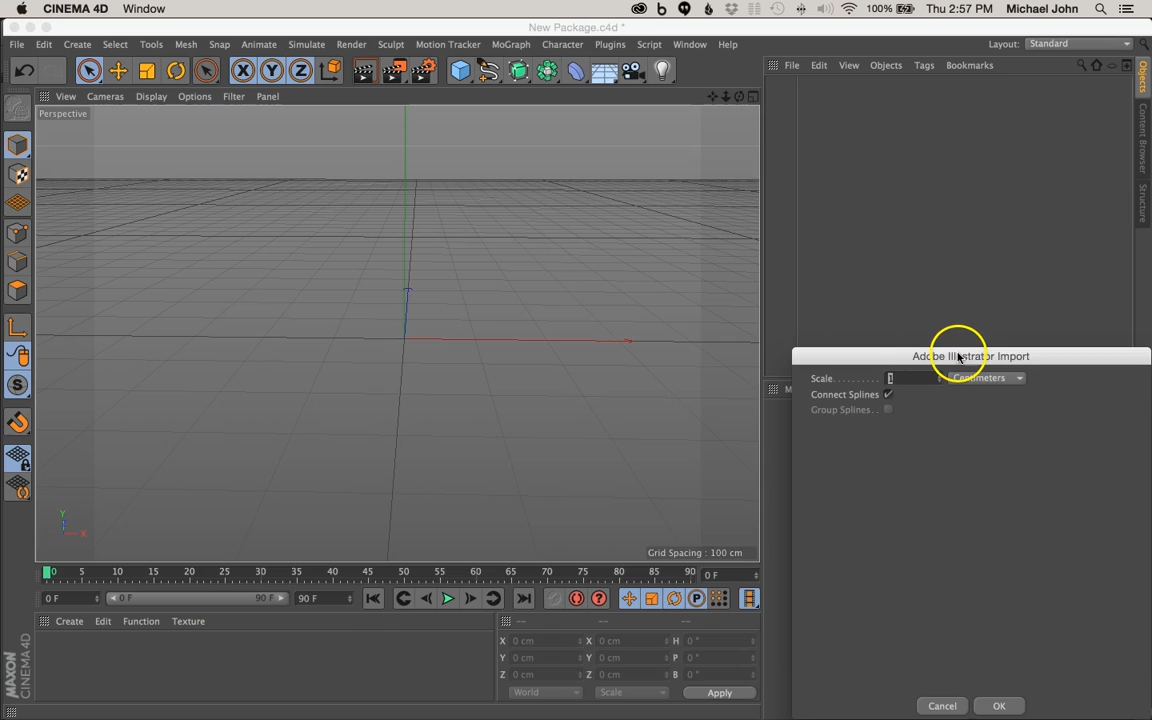 CINEMA 4D Window 100% Thu 2:57 PM Michael John
New Package.c4d *
File Edit Create Select Tools Mesh Snap Animate Simulate Render Sculpt Motion Tracker MoGraph Character Plugins Script Window Help Layout: Standard
X Y Z File Edit View Objects Tags Bookmarks
View Cameras Display Options Filter Panel
Perspective
Objects
Content Browser
Structure
Adobe Illustrator Import
Scale. . . . . . . . . . 1 Centimeters
Connect Splines
Group Splines. .
S
Y
X
Grid Spacing : 100 cm
0 5 10 15 20 25 30 35 40 45 50 55 60 65 70 75 80 85 90 0 F
0 F 0 F 90 F 90 F P
Create Edit Function Texture -- -- --
X 0 cm X 0 cm H 0 °
Y 0 cm Y 0 cm P 0 °
Z 0 cm Z 0 cm B 0 °
World Scale Apply
Cancel OK
MAXON
CINEMA 4D